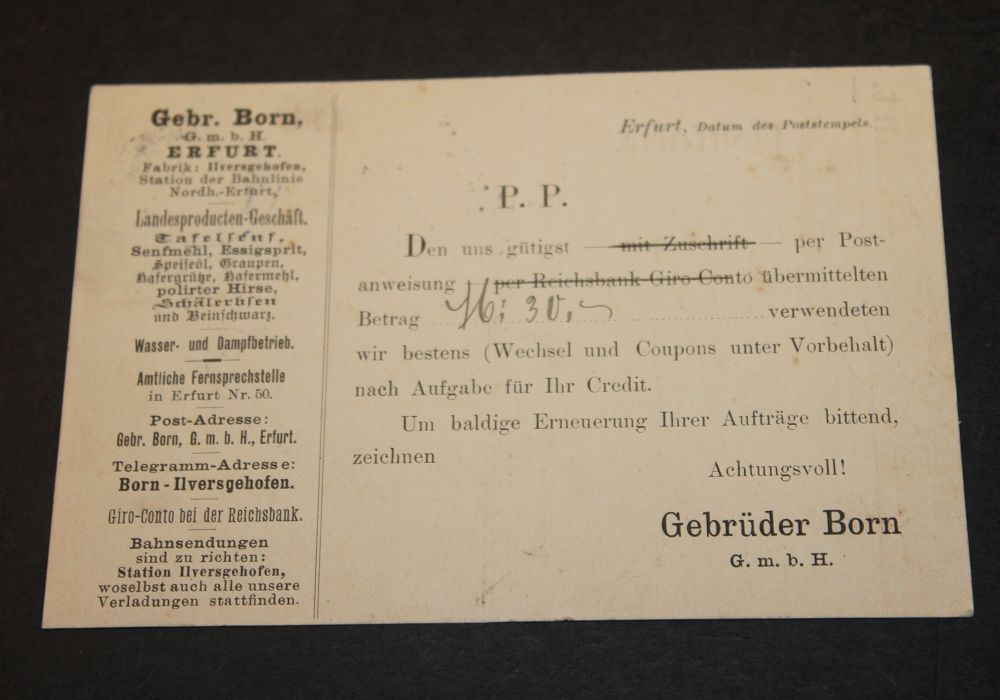 Gebr. Born,
G. m. b. H.
ERFURT.
Fabrik: Ilversgehofen,
Station der Bahnlinie
Nordh.-Erfurt,
Landesproducten-Geschäft.
Tafelsenf,
Senfmehl, Essigsprit,
Speiseöl, Graupen,
Hafergrütze, Hafermehl,
polirter Hirse,
Schälerbsen
und Beinschwarz.
Wasser- und Dampfbetrieb.
Amtliche Fernsprechstelle
in Erfurt Nr. 50.
Post-Adresse:
Gebr. Born, G. m. b. H., Erfurt.
Telegramm-Adresse:
Born-Ilversgehofen.
Giro-Conto bei der Reichsbank.
Bahnsendungen
sind zu richten:
Station Ilversgehofen,
woselbst auch alle unsere
Verladungen stattfinden.
Erfurt, Datum des Poststempels.
P. P.
Den uns gütigst — mit Zuschrift — per Post-
anweisung per Reichsbank-Giro-Conto übermittelten
Betrag M: 30,- verwendeten
wir bestens (Wechsel und Coupons unter Vorbehalt)
nach Aufgabe für Ihr Credit.
Um baldige Erneuerung Ihrer Aufträge bittend,
zeichnen
Achtungsvoll!
Gebrüder Born
G. m. b. H.